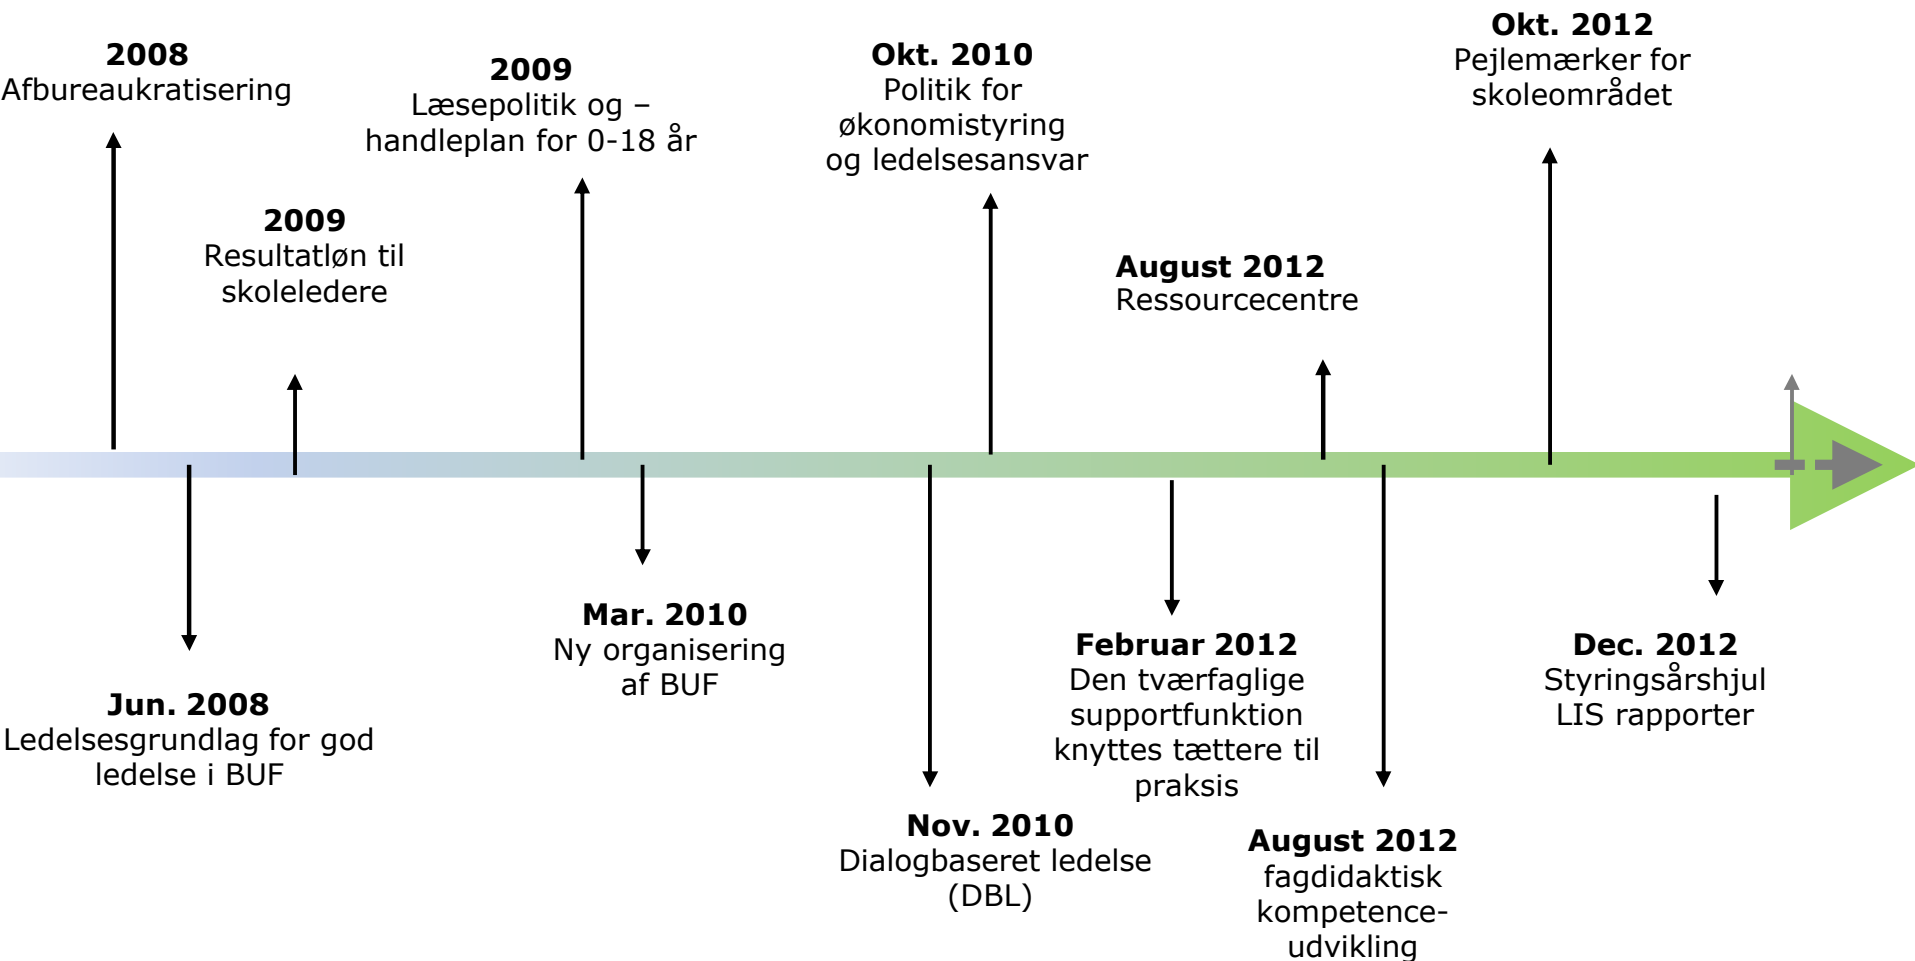 2008
Afbureaukratisering
2009
Resultatløn til
skoleledere
2009
Læsepolitik og –
handleplan for 0-18 år
Okt. 2010
Politik for
økonomistyring
og ledelsesansvar
August 2012
Ressourcecentre
Okt. 2012
Pejlemærker for
skoleområdet
Jun. 2008
Ledelsesgrundlag for god
ledelse i BUF
Mar. 2010
Ny organisering
af BUF
Nov. 2010
Dialogbaseret ledelse
(DBL)
Februar 2012
Den tværfaglige
supportfunktion
knyttes tættere til
praksis
August 2012
fagdidaktisk
kompetence-
udvikling
Dec. 2012
Styringsårshjul
LIS rapporter